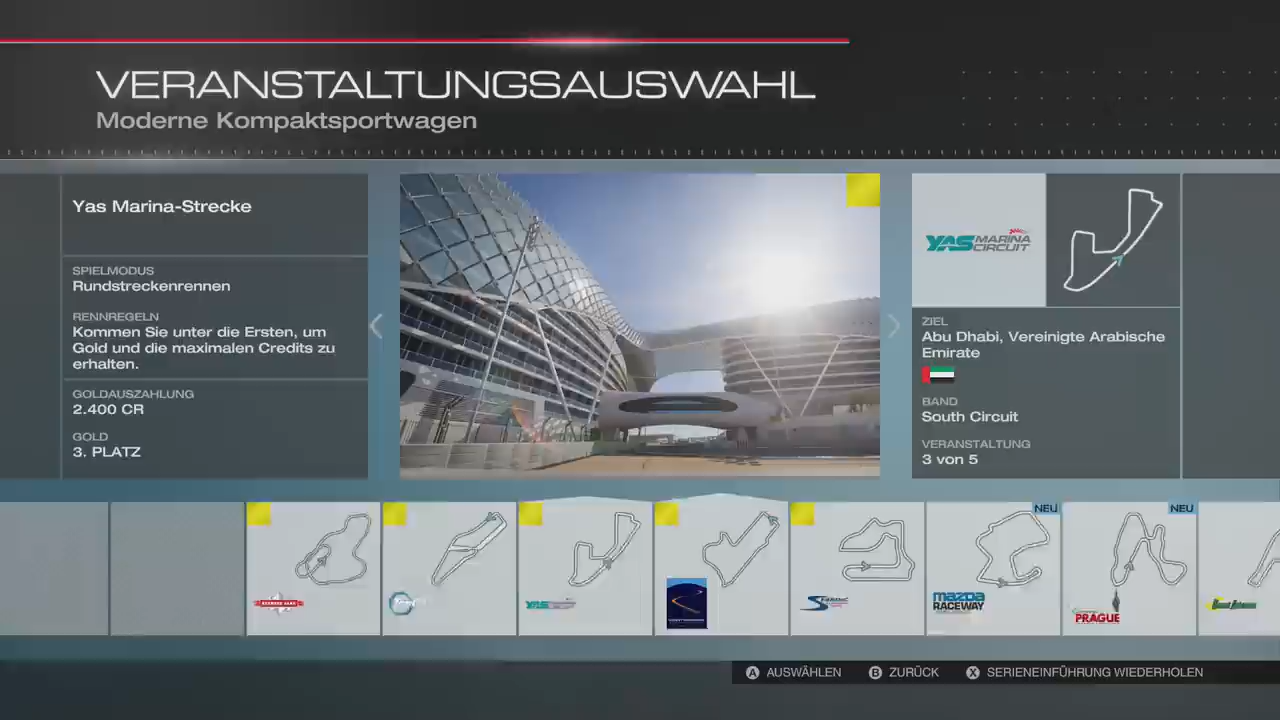 VERANSTALTUNGSAUSWAHL
Moderne Kompaktsportwagen
Yas Marina-Strecke
SPIELMODUS
Rundstreckenrennen
RENNREGELN
Kommen Sie unter die Ersten, um
Gold und die maximalen Credits zu
erhalten.
GOLDAUSZAHLUNG
2.400 CR
GOLD
3. PLATZ
YAS MARINA
CIRCUIT
ZIEL
Abu Dhabi, Vereinigte Arabische
Emirate
BAND
South Circuit
VERANSTALTUNG
3 von 5
NEU
NEU
YAS
MAZDA
RACEWAY
PRAGUE
A AUSWÄHLEN
B ZURÜCK
X SERIENEINFÜHRUNG WIEDERHOLEN